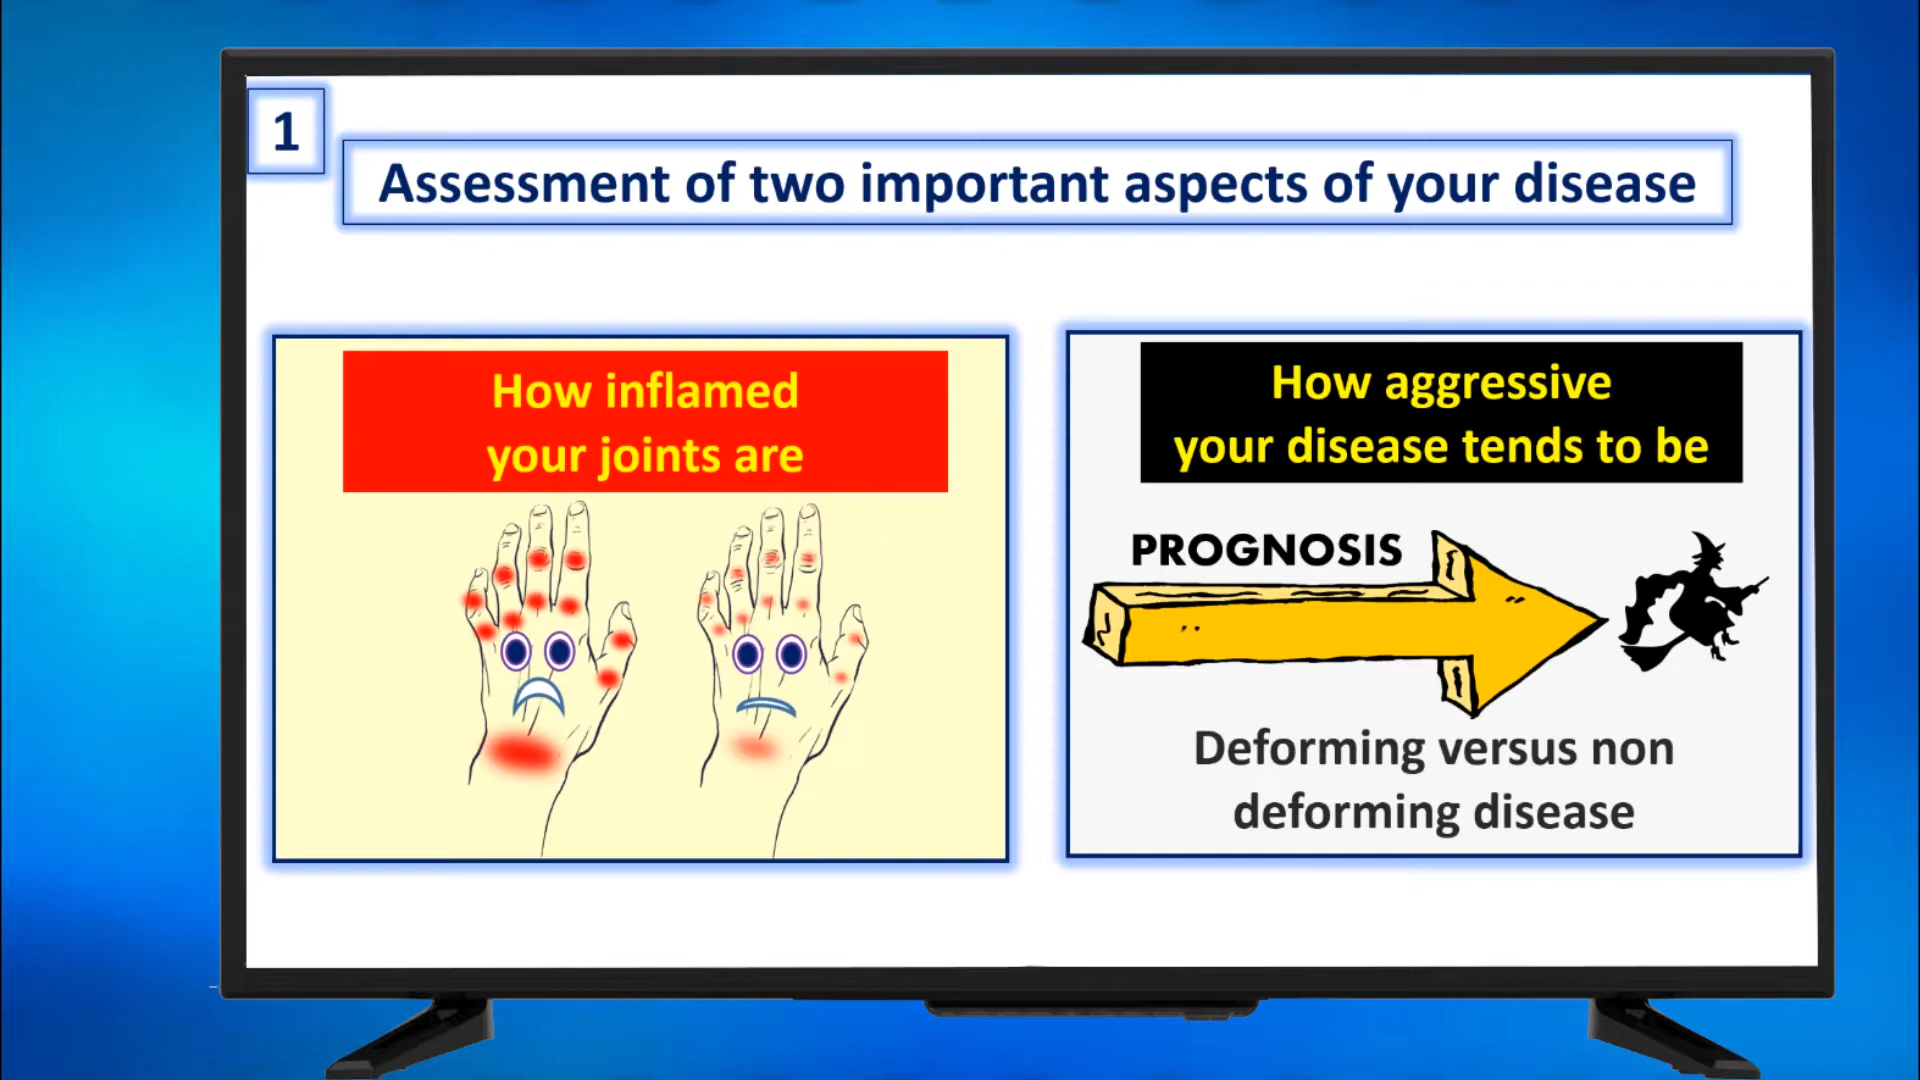 1
Assessment of two important aspects of your disease
How inflamed
your joints are
How aggressive
your disease tends to be
PROGNOSIS
Deforming versus non
deforming disease